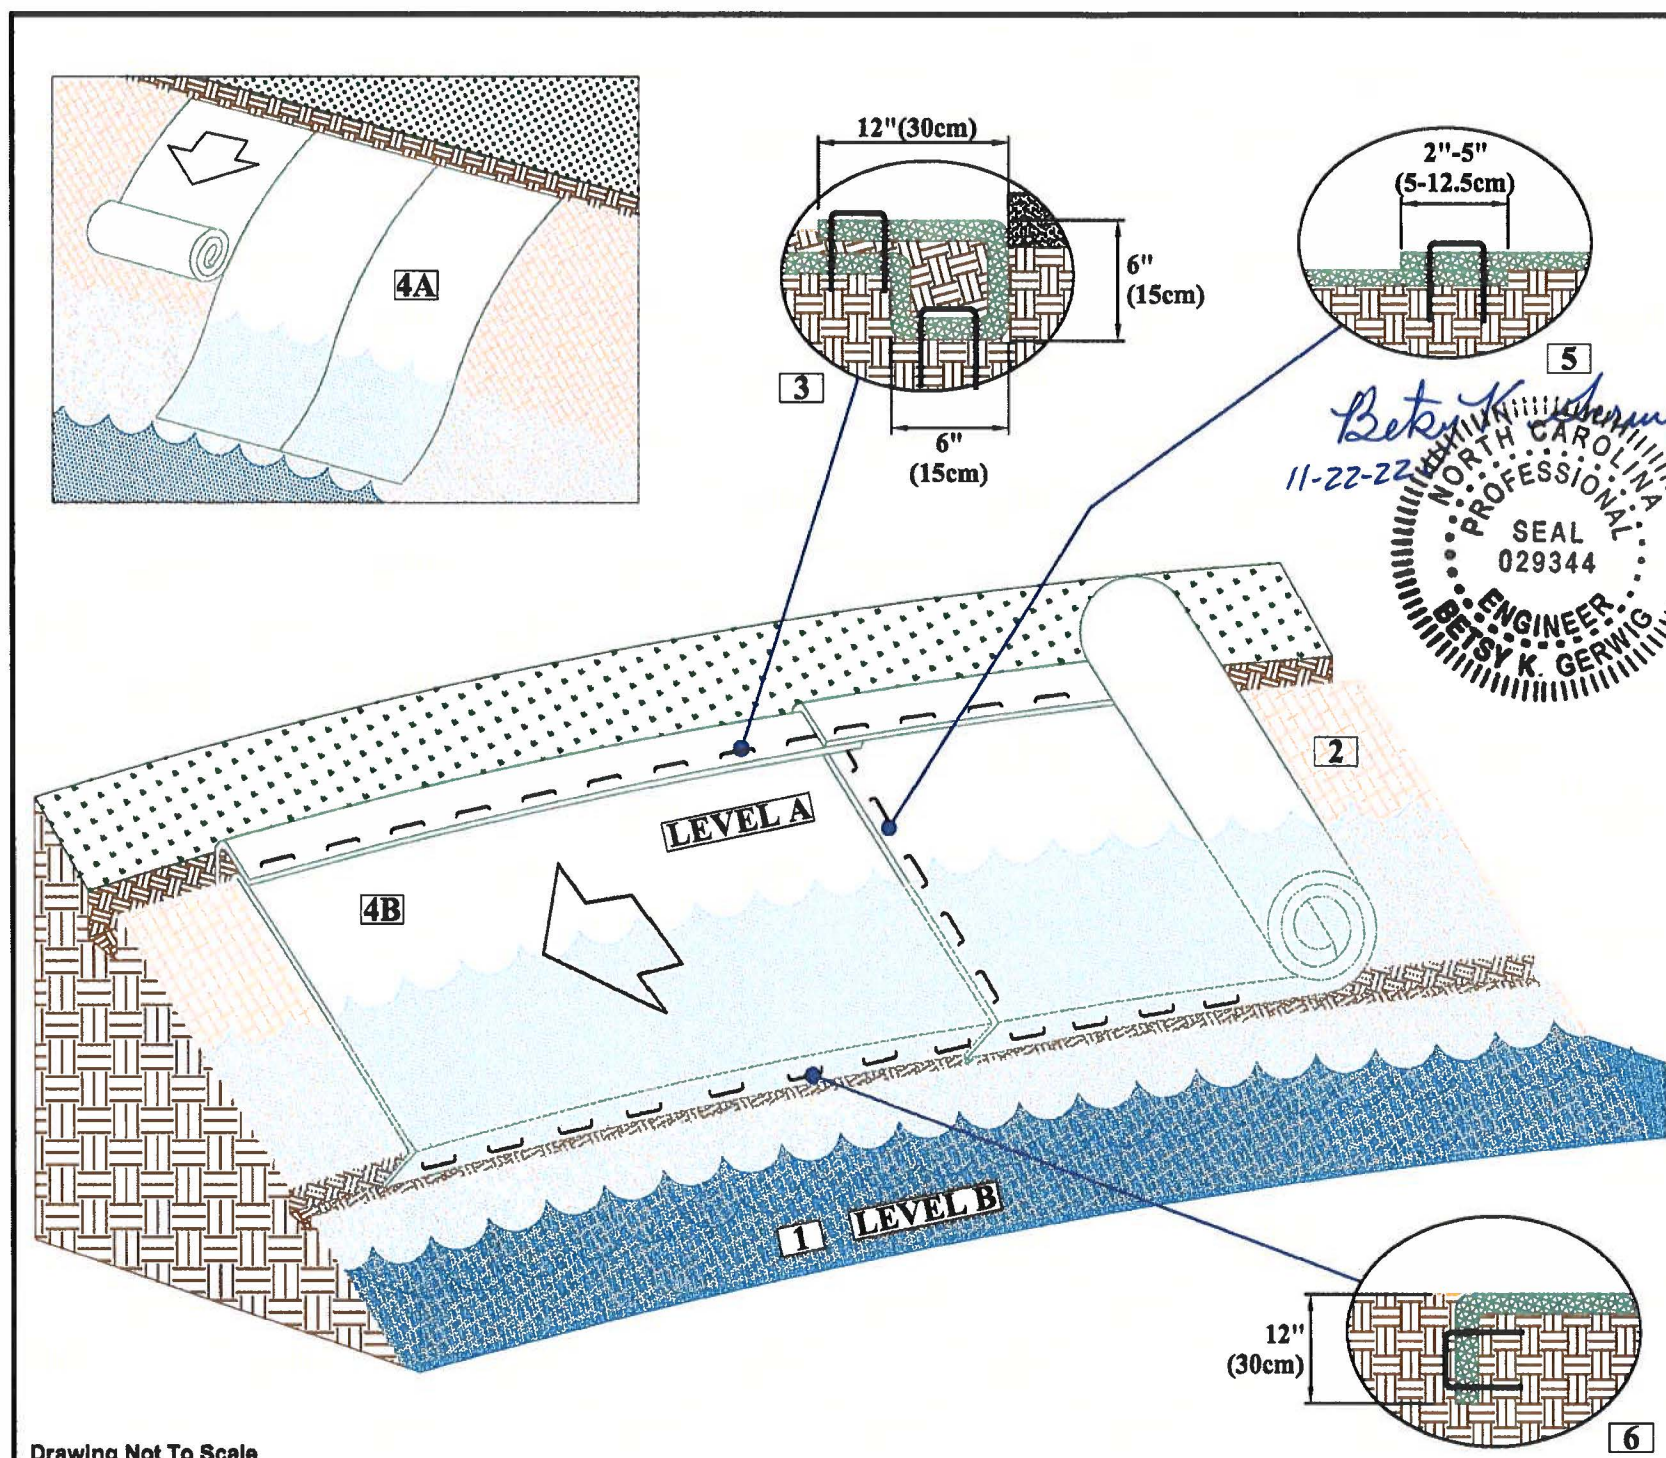 12"(30cm)
6"
(15cm)
6"
(15cm)
3
2"-5"
(5-12.5cm)
5
4A
Betsy K.
11-22-22
NORTH CAROLINA
PROFESSIONAL
SEAL
029344
ENGINEER
BETSY K. GERWIG
2
LEVEL A
4B
1
LEVEL B
12"
(30cm)
6
Drawing Not To Scale